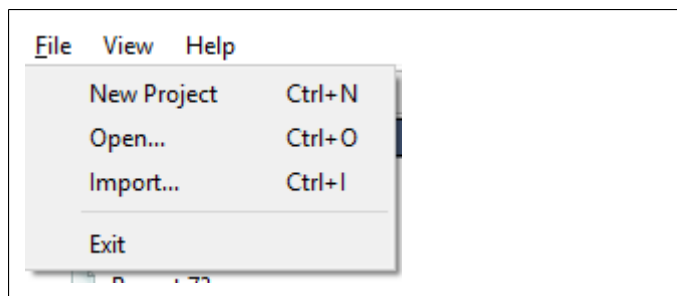 File View Help
New Project Ctrl+N
Open... Ctrl+O
Import... Ctrl+I
Exit